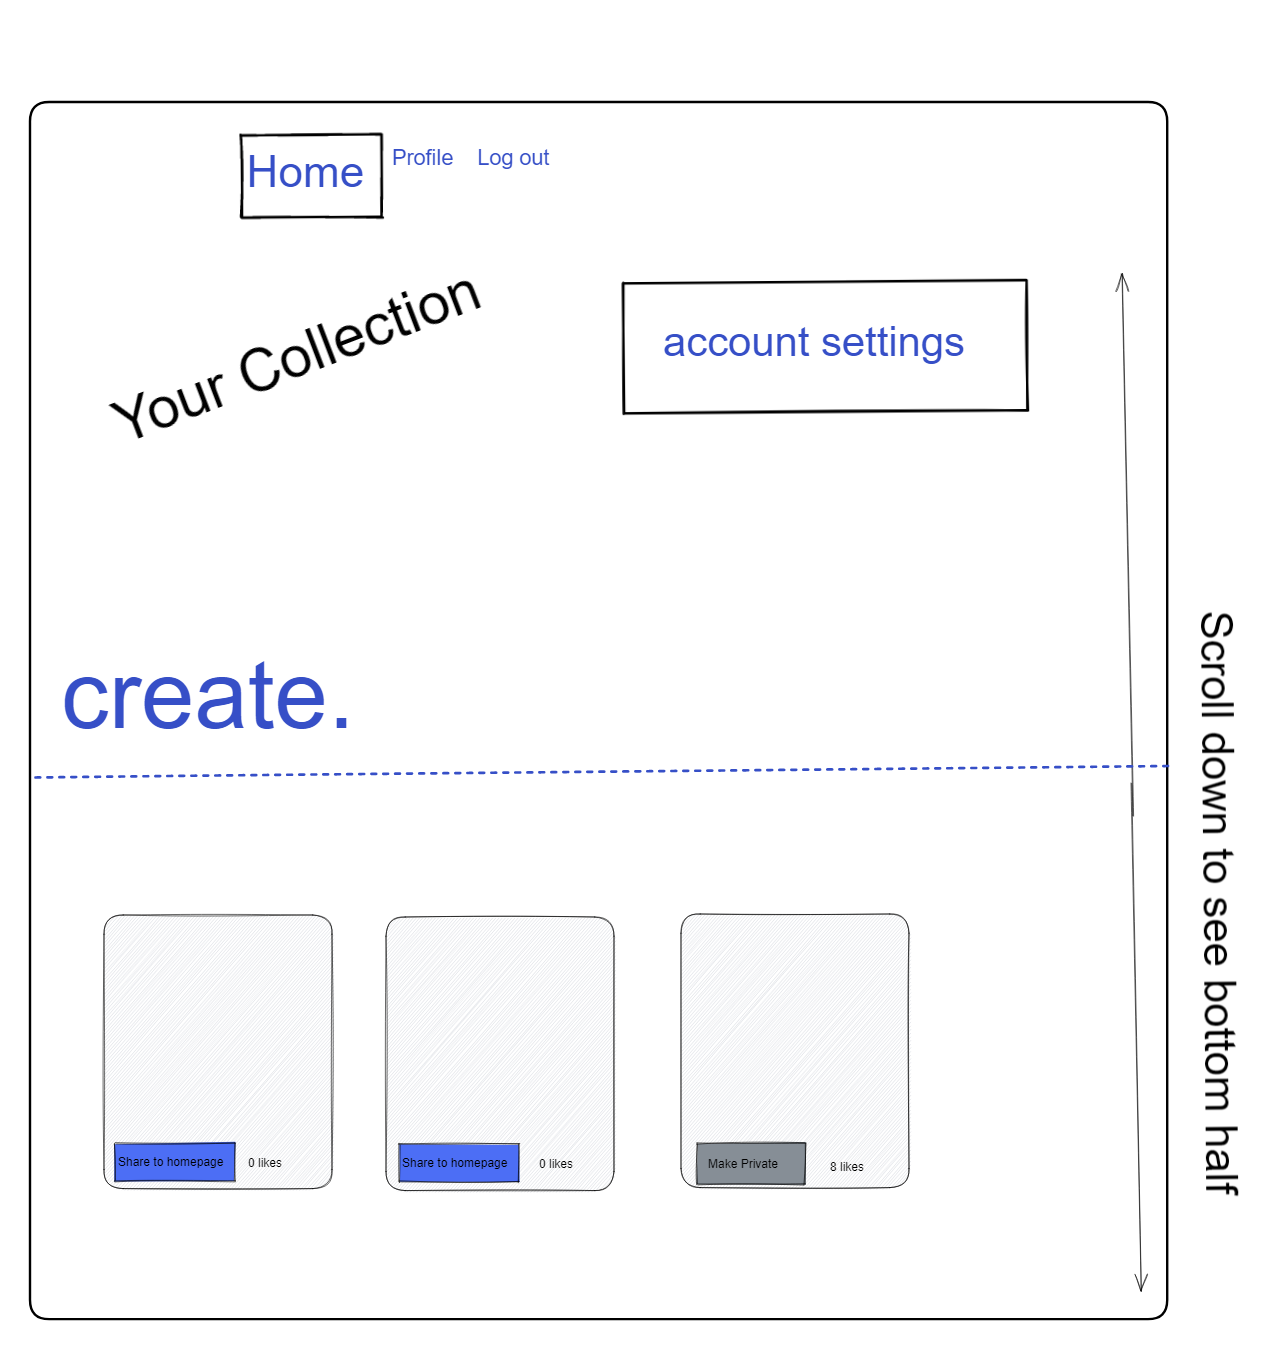 Home
Profile
Log out
Your Collection
account settings
create.
Scroll down to see bottom half
Share to homepage
0 likes
Share to homepage
0 likes
Make Private
8 likes